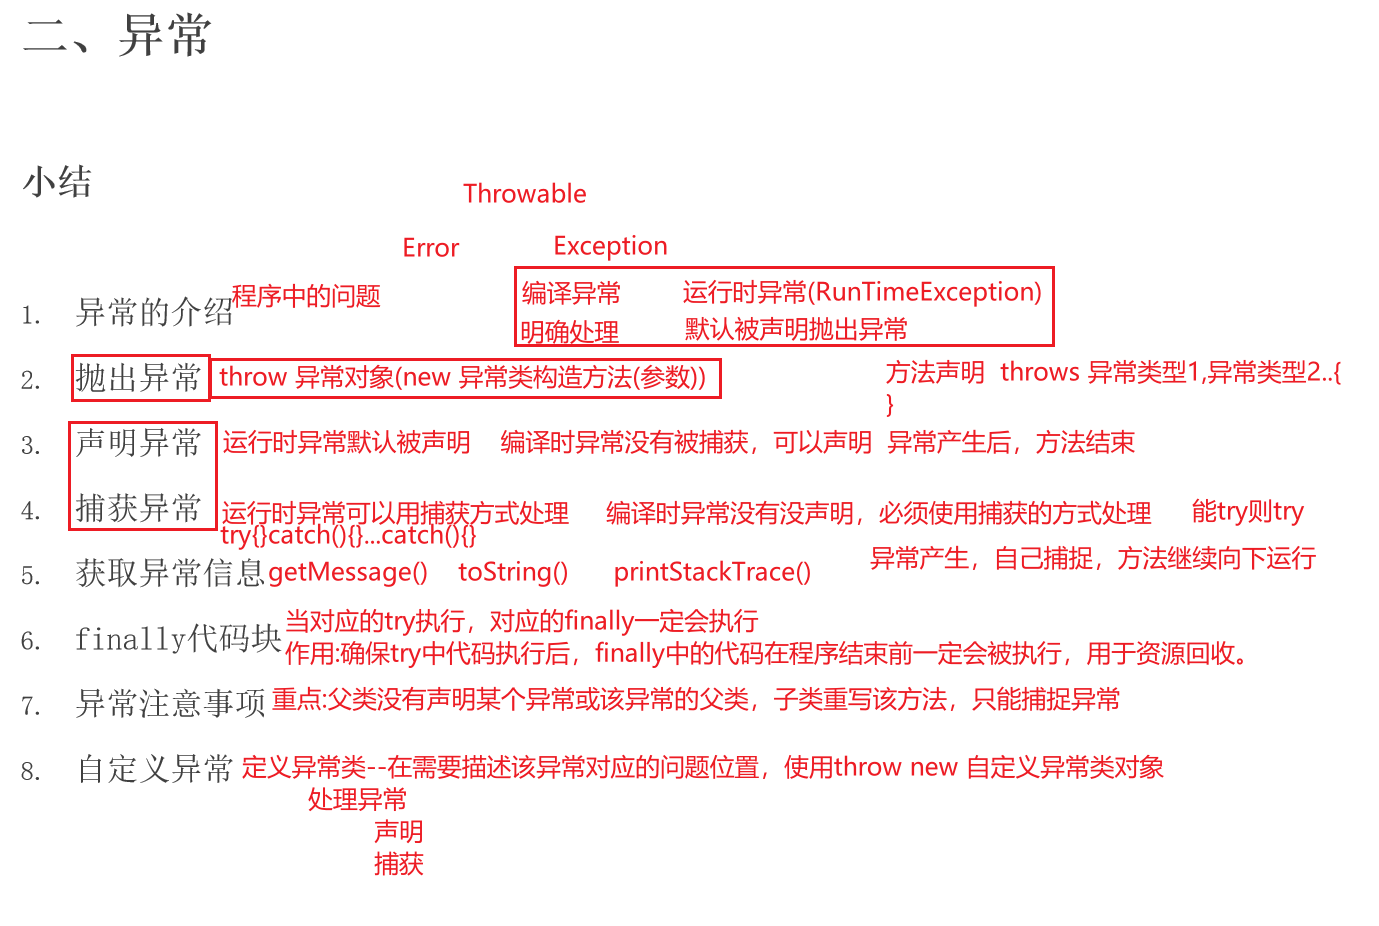 二、异常
小结
Throwable
Error Exception
1. 异常的介绍 程序中的问题 编译异常 运行时异常(RunTimeException)
明确处理 默认被声明抛出异常
2. 抛出异常 throw 异常对象(new 异常类构造方法(参数)) 方法声明 throws 异常类型1,异常类型2..{
}
3. 声明异常 运行时异常默认被声明 编译时异常没有被捕获，可以声明 异常产生后，方法结束
4. 捕获异常 运行时异常可以用捕获方式处理 编译时异常没有没声明，必须使用捕获的方式处理 能try则try
try{}catch(){}...catch(){}
异常产生，自己捕捉，方法继续向下运行
5. 获取异常信息 getMessage() toString() printStackTrace()
6. finally代码块 当对应的try执行，对应的finally一定会执行
作用:确保try中代码执行后，finally中的代码在程序结束前一定会被执行，用于资源回收。
7. 异常注意事项 重点:父类没有声明某个异常或该异常的父类，子类重写该方法，只能捕捉异常
8. 自定义异常 定义异常类--在需要描述该异常对应的问题位置，使用throw new 自定义异常类对象
处理异常
声明
捕获